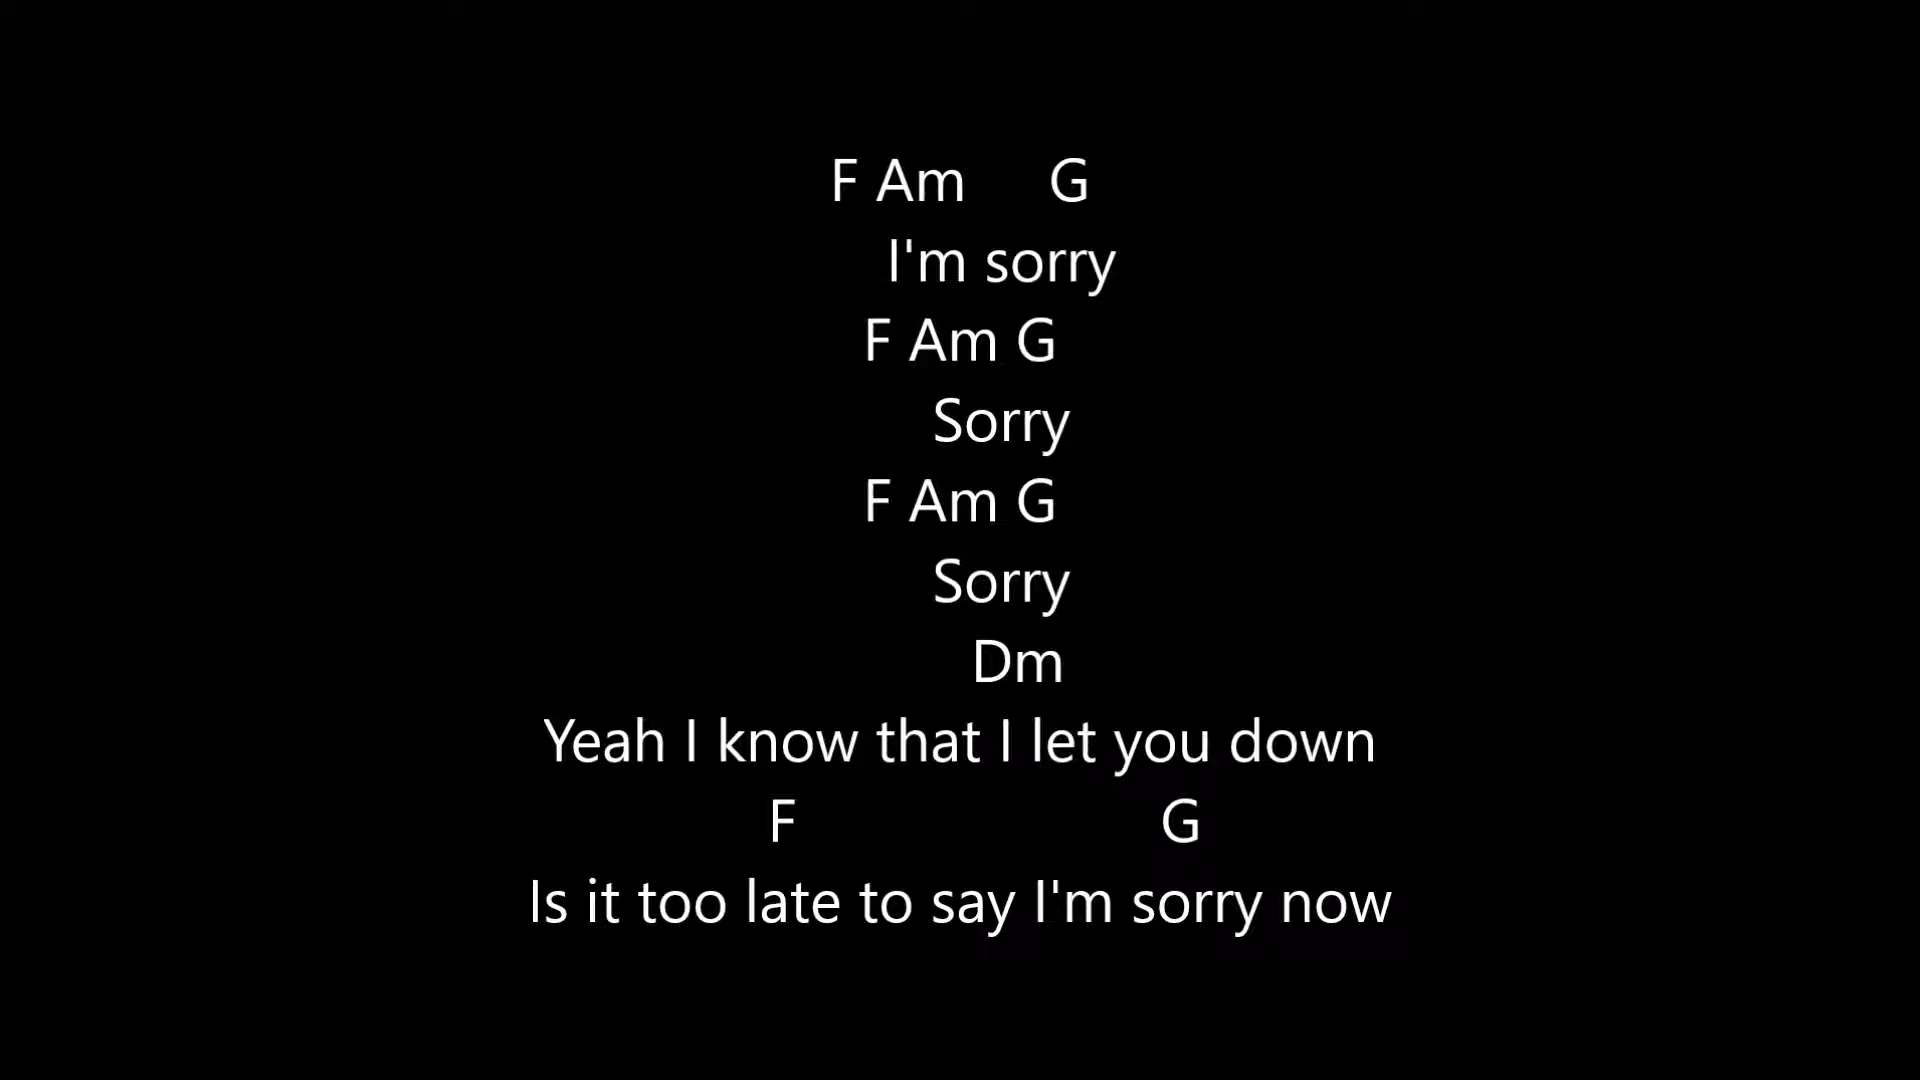 F Am     G
I'm sorry
F Am G
Sorry
F Am G
Sorry
Dm
Yeah I know that I let you down
F                         G
Is it too late to say I'm sorry now